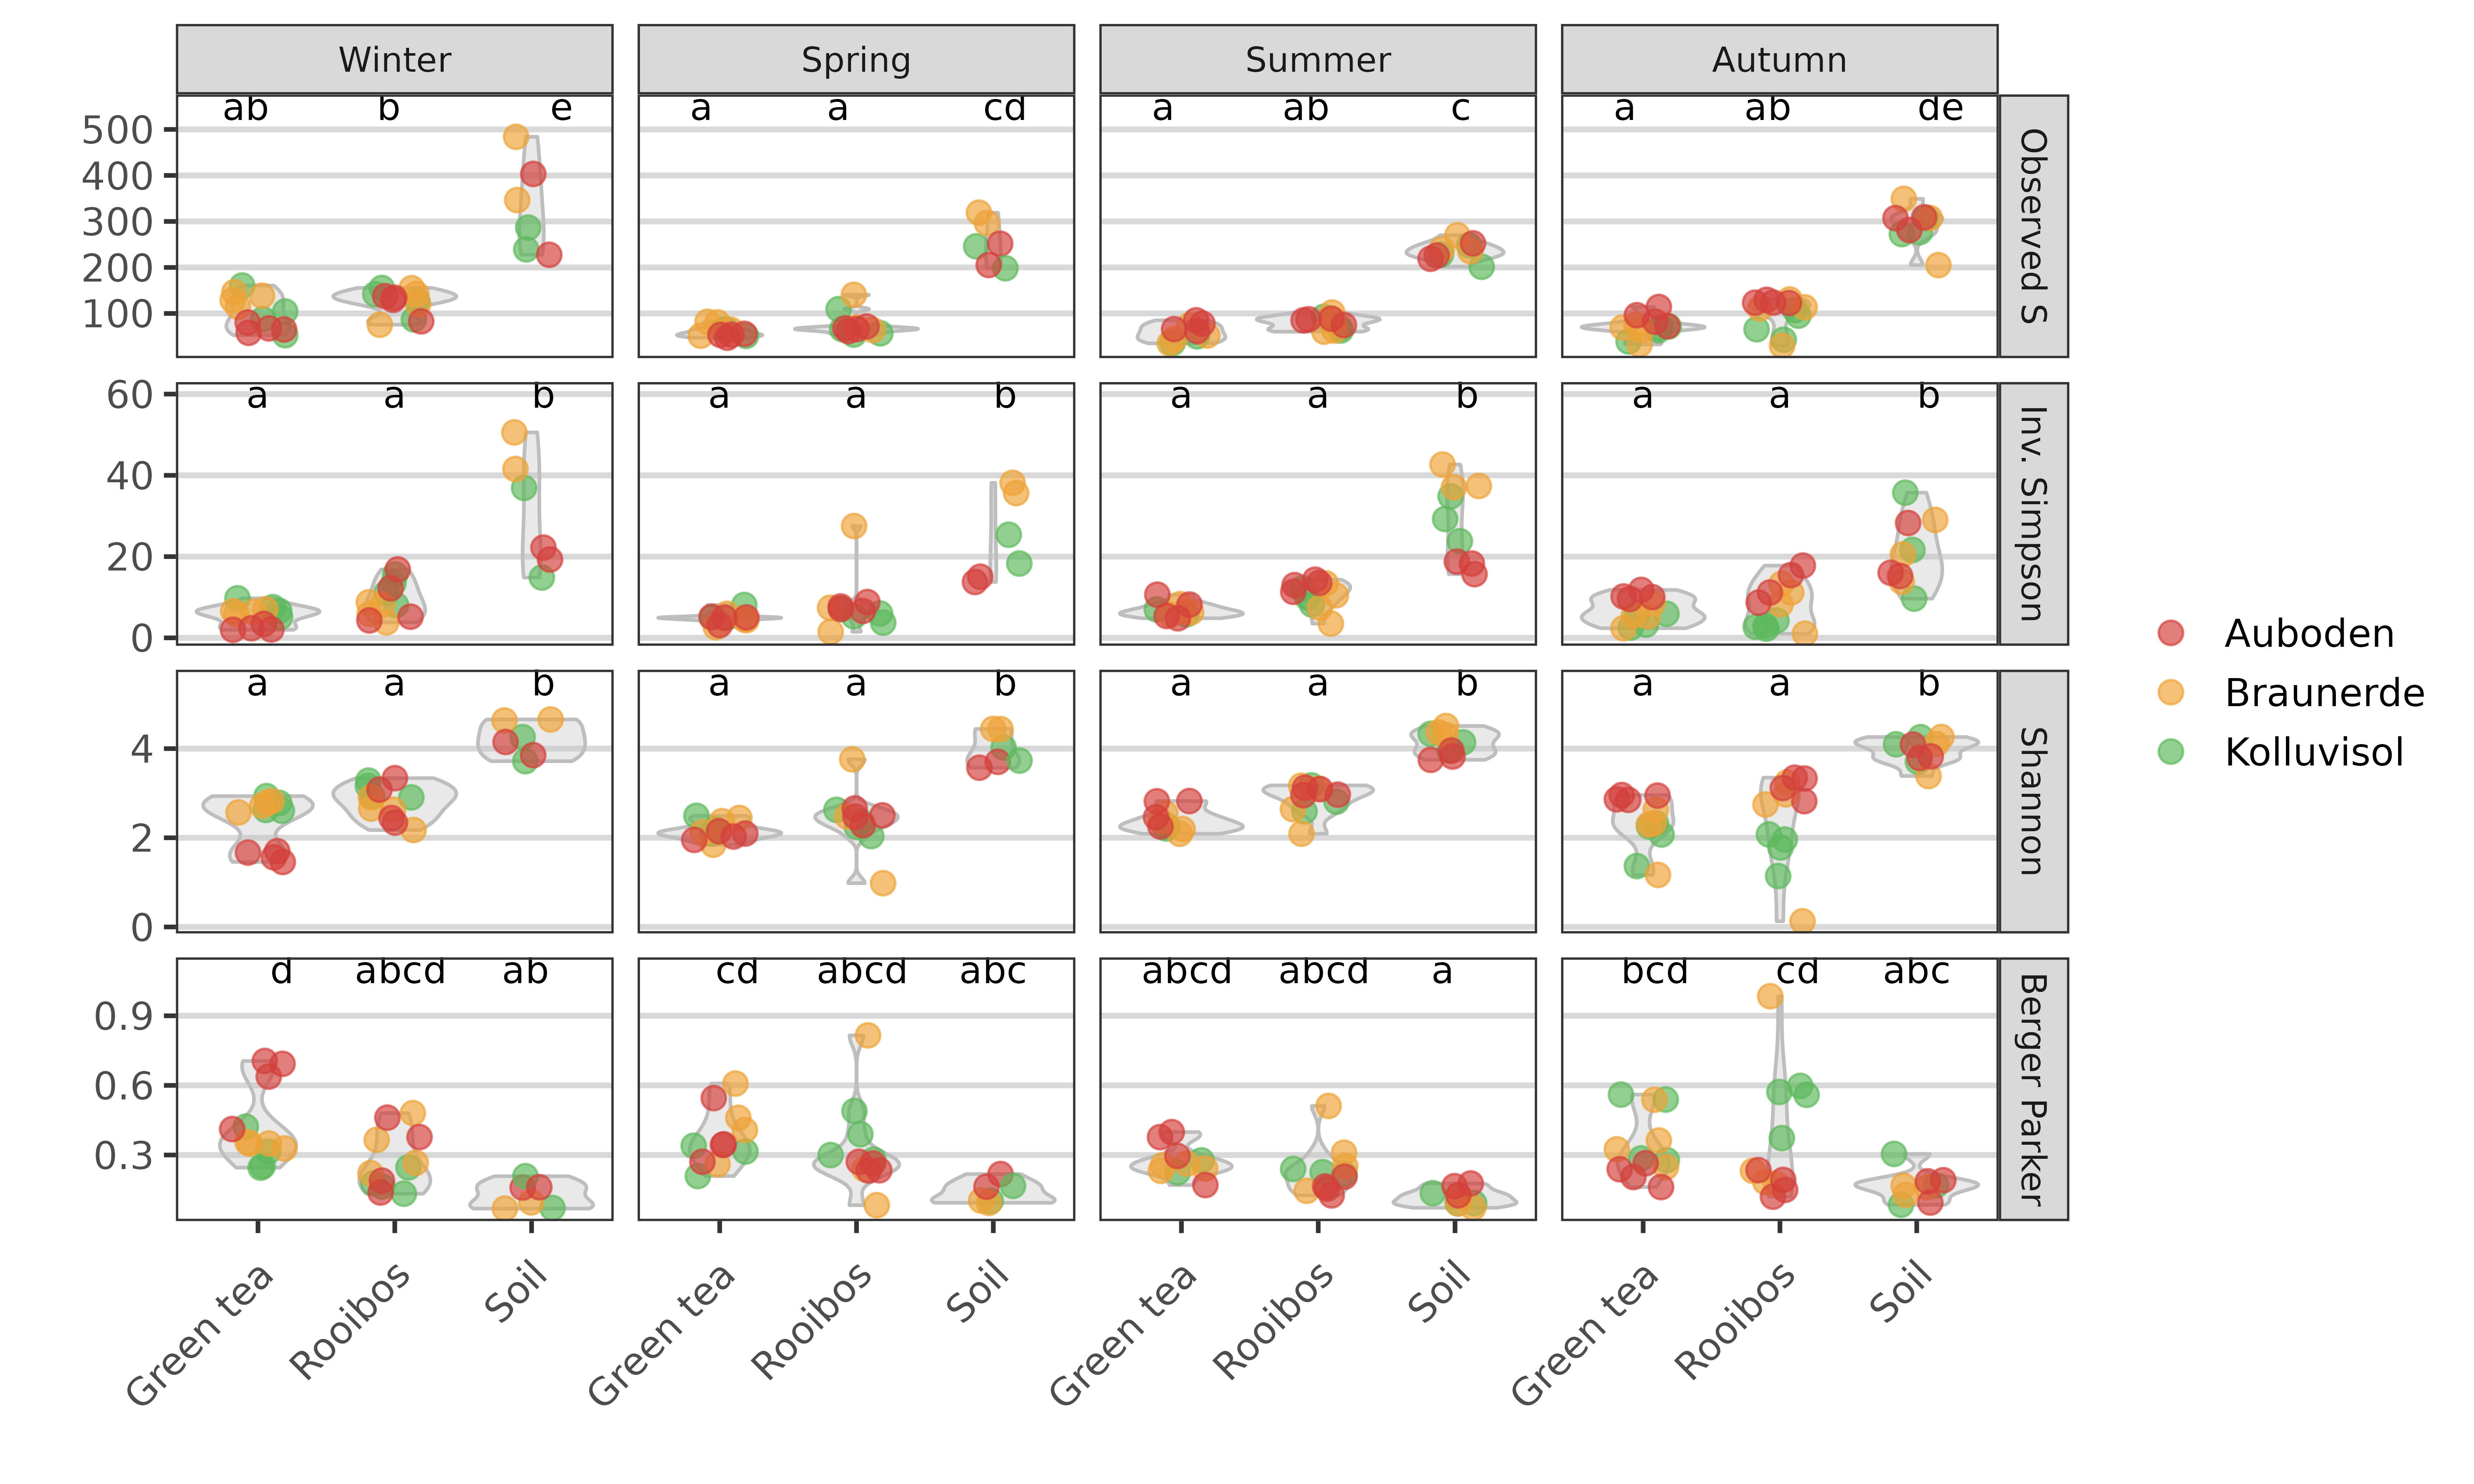 Winter Spring Summer Autumn
ab b e a a cd a ab c a ab de
500
400
300
200
100
Observed S
a a b a a b a a b a a b
60
40
20
0
Inv. Simpson
a a b a a b a a b a a b
4
2
0
Shannon
d abcd ab cd abcd abc abcd abcd a bcd cd abc
0.9
0.6
0.3
Berger Parker
Green tea Rooibos Soil Green tea Rooibos Soil Green tea Rooibos Soil Green tea Rooibos Soil
Auboden
Braunerde
Kolluvisol